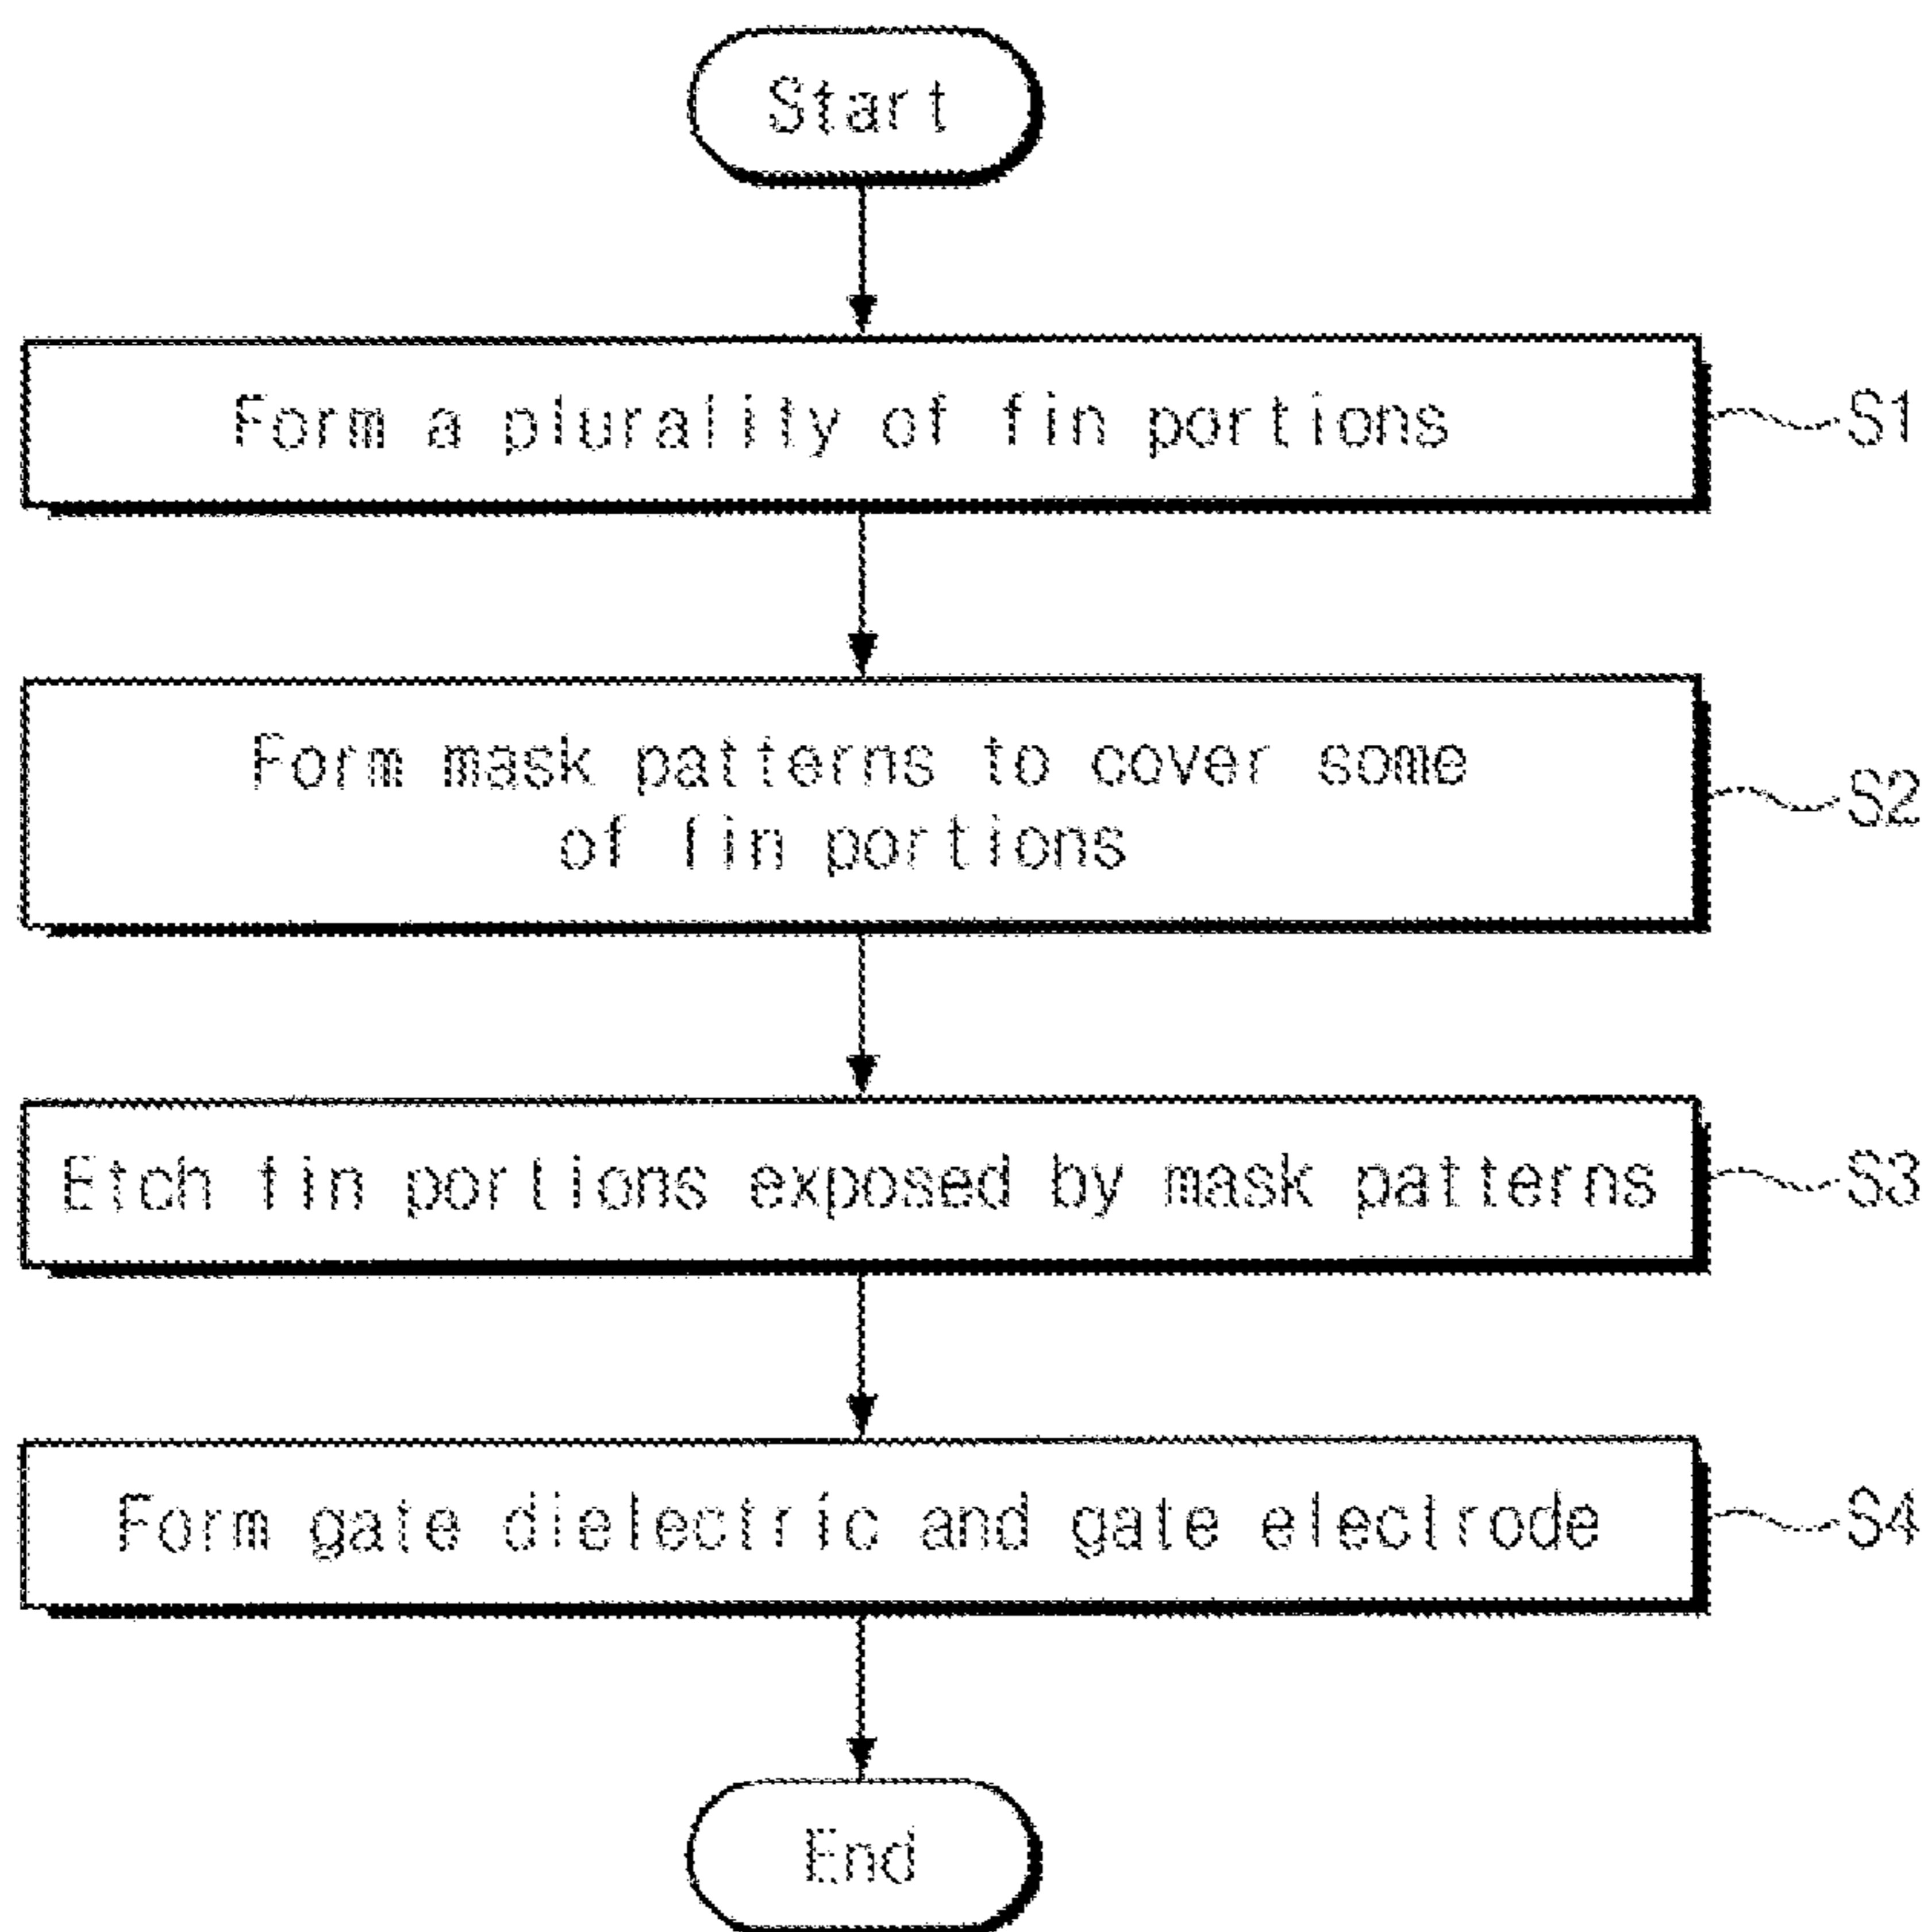 Start
Form a plurality of fin portions
S1
Form mask patterns to cover some
of fin portions
S2
Etch fin portions exposed by mask patterns
S3
Form gate dielectric and gate electrode
S4
End